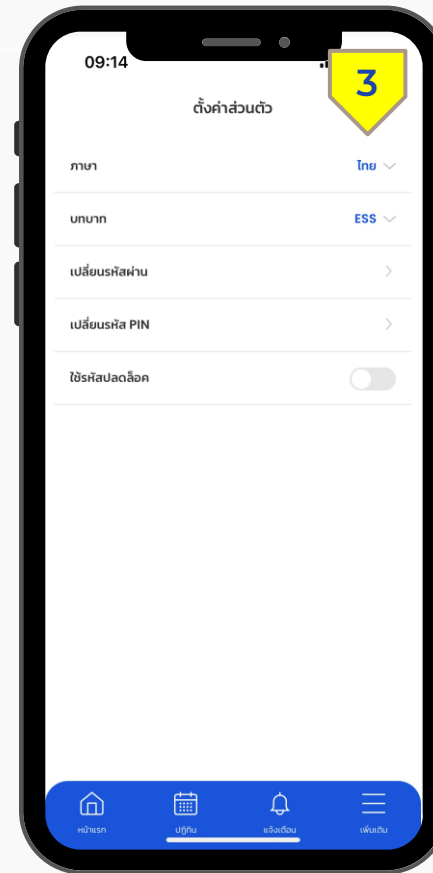 09:14
3
ตั้งค่าส่วนตัว
ภาษา ไทย
บทบาท ESS
เปลี่ยนรหัสผ่าน
เปลี่ยนรหัส PIN
ใช้รหัสปลดล็อค
หน้าแรก ปฏิทิน แจ้งเตือน เพิ่มเติม